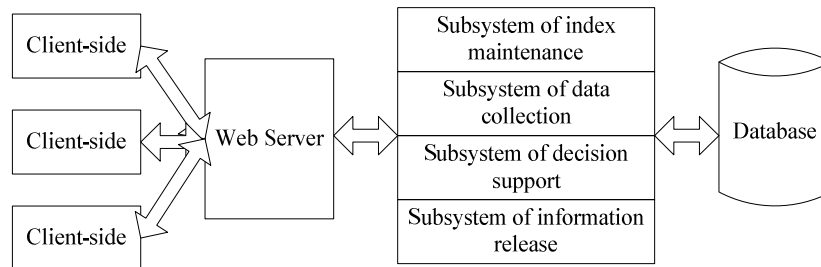 Client-side
Client-side
Client-side
Web Server
Subsystem of index
maintenance
Subsystem of data
collection
Subsystem of decision
support
Subsystem of information
release
Database